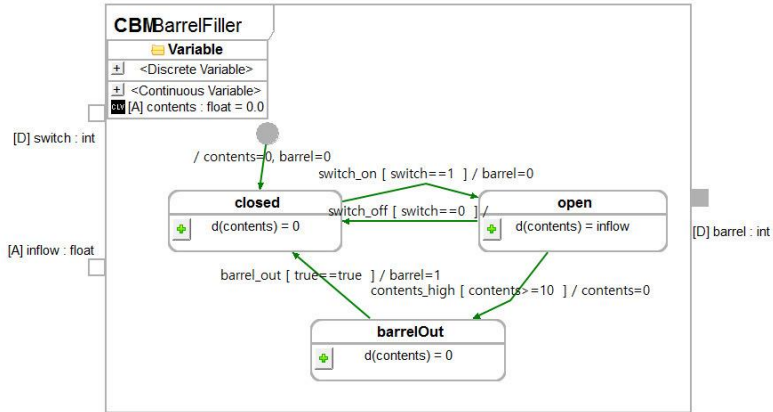 CBM BarrelFiller
Variable
<Discrete Variable>
<Continuous Variable>
[A] contents : float = 0.0
[D] switch : int
/ contents=0, barrel=0
switch_on [ switch==1 ] / barrel=0
closed
open
switch_off [ switch==0 ] /
d(contents) = 0
d(contents) = inflow
[D] barrel : int
[A] inflow : float
barrel_out [ true==true ] / barrel=1
contents_high [ contents>=10 ] / contents=0
barrelOut
d(contents) = 0